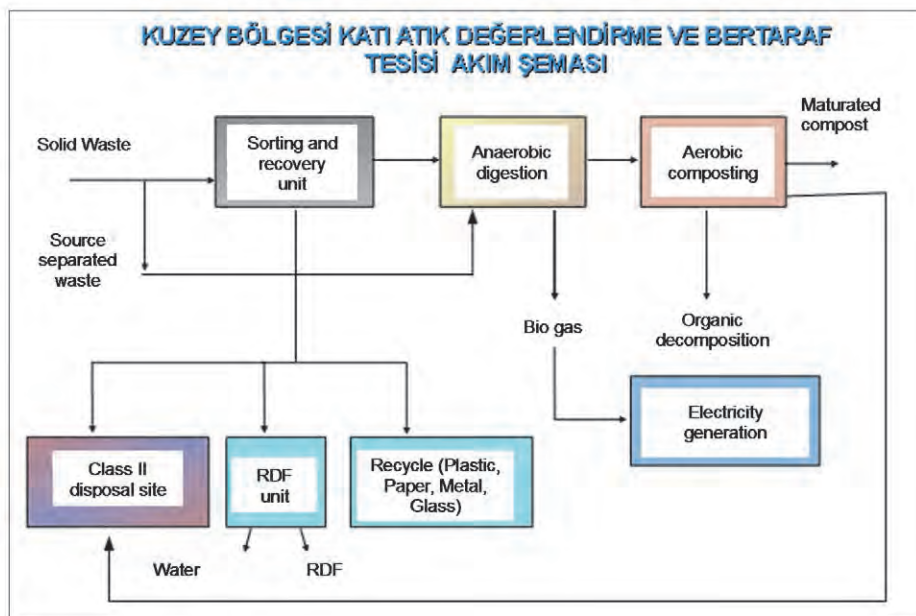 KUZEY BÖLGESİ KATI ATIK DEĞERLENDİRME VE BERTARAF
TESİSİ AKIM ŞEMASI
Solid Waste
Sorting and
recovery
unit
Anaerobic
digestion
Aerobic
composting
Maturated
compost
Source
separated
waste
Bio gas
Organic
decomposition
Electricity
generation
Class II
disposal site
RDF
unit
Recycle (Plastic,
Paper, Metal,
Glass)
Water
RDF